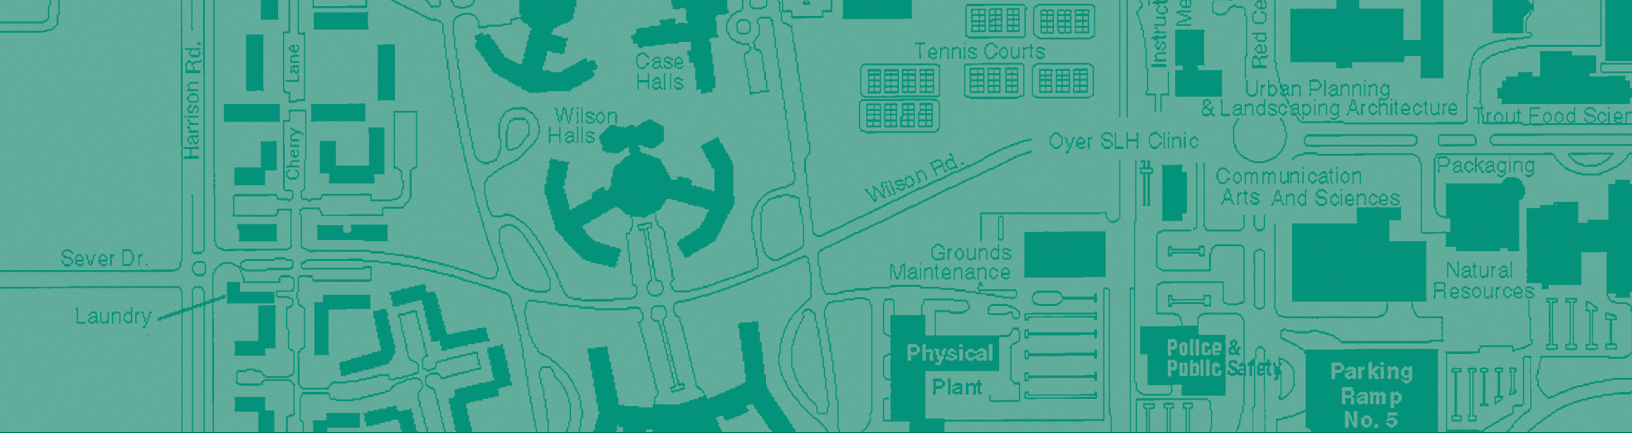 Harrison Rd.
Lane
Cherry
Case
Halls
Wilson
Halls
Tennis Courts
Urban Planning
& Landscaping Architecture
Oyer SLH Clinic
Wilson Rd.
Packaging
Communication
Arts And Sciences
Sever Dr.
Laundry
Grounds
Maintenance
Natural
Resources
Physical
Plant
Police &
Public Safety
Parking
Ramp
No. 5
Instruct
Me
Red Ce
Trout Food Scien